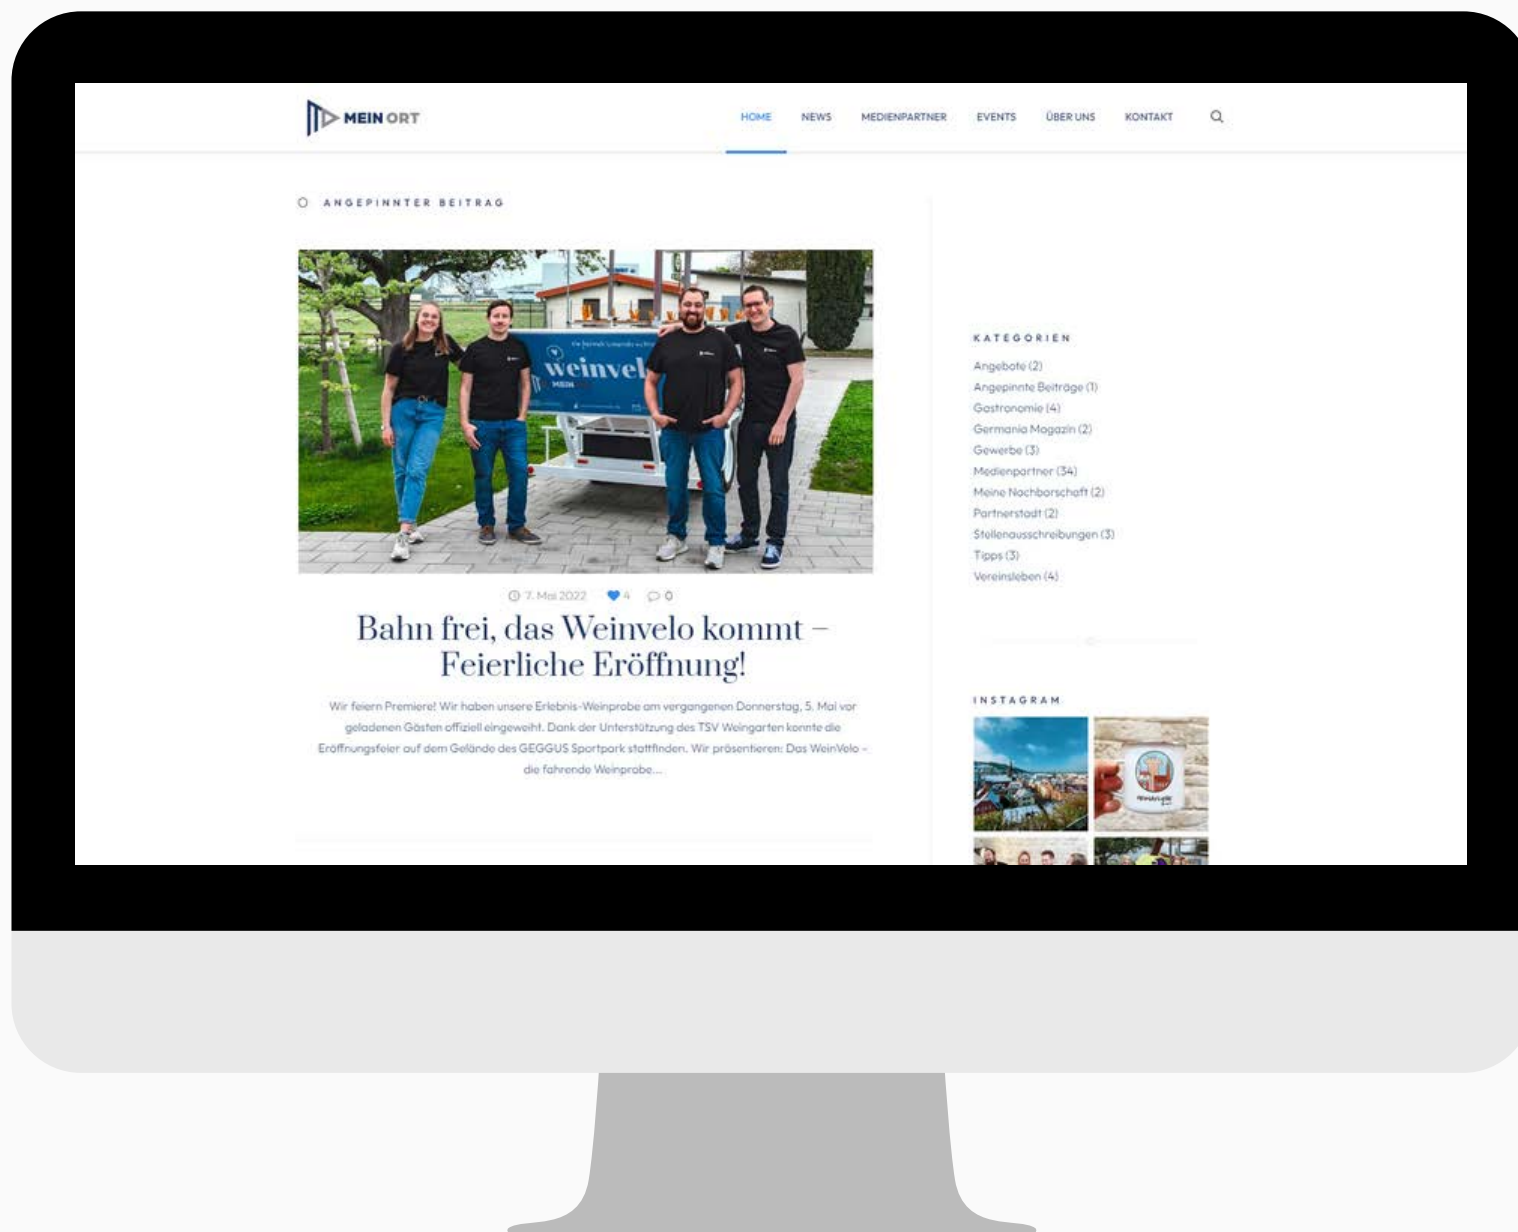 MEIN ORT
HOME NEWS MEDIENPARTNER EVENTS ÜBER UNS KONTAKT
ANGEPINNTER BEITRAG
weinvel
MEIN
7. Mai 2022 4 0
Bahn frei, das Weinvelo kommt –
Feierliche Eröffnung!
Wir feiern Premiere! Wir haben unsere Erlebnis-Weinprobe am vergangenen Donnerstag, 5. Mai vor
geladenen Gästen offiziell eingeweiht. Dank der Unterstützung des TSV Weingarten konnte die
Eröffnungsfeier auf dem Gelände des GEGGUS Sportpark stattfinden. Wir präsentieren: Das WeinVelo –
die fahrende Weinprobe...
KATEGORIEN
Angebote (2)
Angepinnte Beiträge (1)
Gastronomie (4)
Germania Magazin (2)
Gewerbe (3)
Medienpartner (34)
Meine Nachbarschaft (2)
Partnerstadt (2)
Stellenausschreibungen (3)
Tipps (3)
Vereinsleben (4)
INSTAGRAM